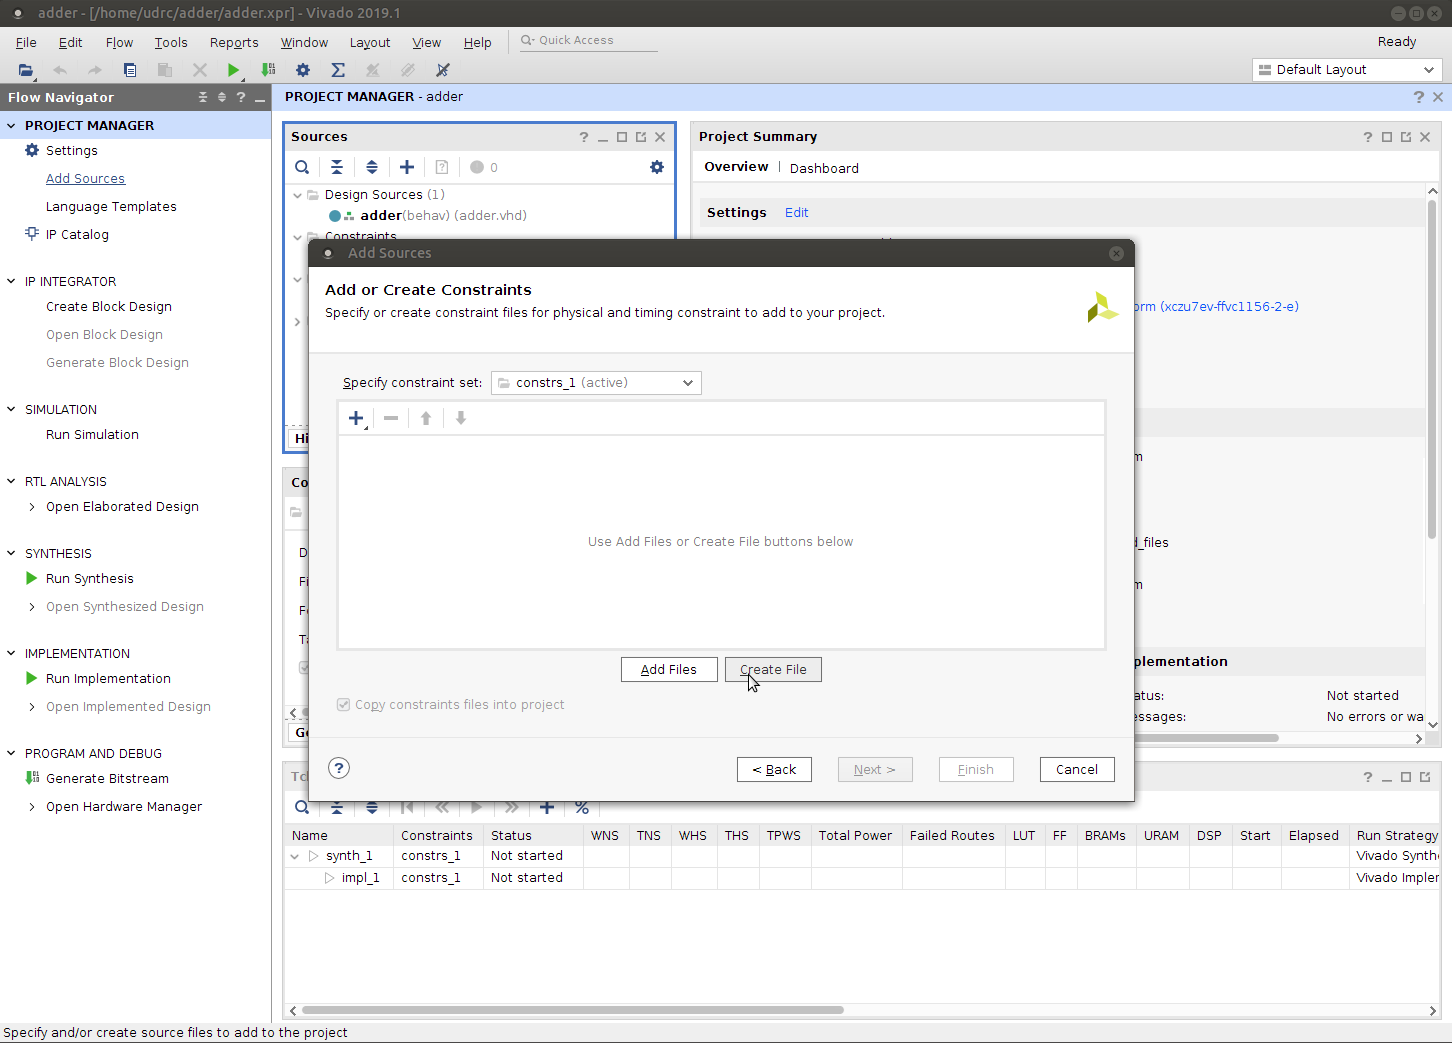 adder - [/home/udrc/adder/adder.xpr] - Vivado 2019.1
File Edit Flow Tools Reports Window Layout View Help Quick Access Ready
Default Layout
Flow Navigator
PROJECT MANAGER
Settings
Add Sources
Language Templates
IP Catalog
IP INTEGRATOR
Create Block Design
Open Block Design
Generate Block Design
SIMULATION
Run Simulation
RTL ANALYSIS
Open Elaborated Design
SYNTHESIS
Run Synthesis
Open Synthesized Design
IMPLEMENTATION
Run Implementation
Open Implemented Design
PROGRAM AND DEBUG
Generate Bitstream
Open Hardware Manager
PROJECT MANAGER - adder
Sources
0
Design Sources (1)
adder(behav) (adder.vhd)
Constraints
Project Summary
Overview | Dashboard
Settings Edit
orm (xczu7ev-ffvc1156-2-e)
d_files
plementation
atus: Not started
essages: No errors or wa
Add Sources
Add or Create Constraints
Specify or create constraint files for physical and timing constraint to add to your project.
Specify constraint set: constrs_1 (active)
Use Add Files or Create File buttons below
Add Files Create File
Copy constraints files into project
< Back Next > Finish Cancel
Name Constraints Status WNS TNS WHS THS TPWS Total Power Failed Routes LUT FF BRAMs URAM DSP Start Elapsed Run Strategy
synth_1 constrs_1 Not started Vivado Synth
impl_1 constrs_1 Not started Vivado Impler
Specify and/or create source files to add to the project